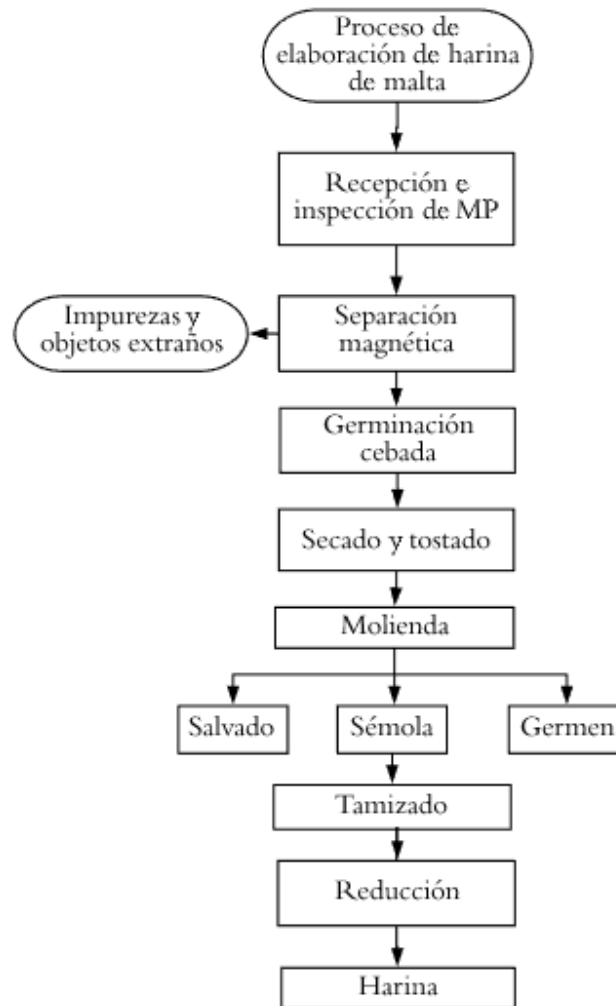 Proceso de
elaboración de harina
de malta
Recepción e
inspección de MP
Impurezas y
objetos extraños
Separación
magnética
Germinación
cebada
Secado y tostado
Molienda
Salvado
Sémola
Germen
Tamizado
Reducción
Harina